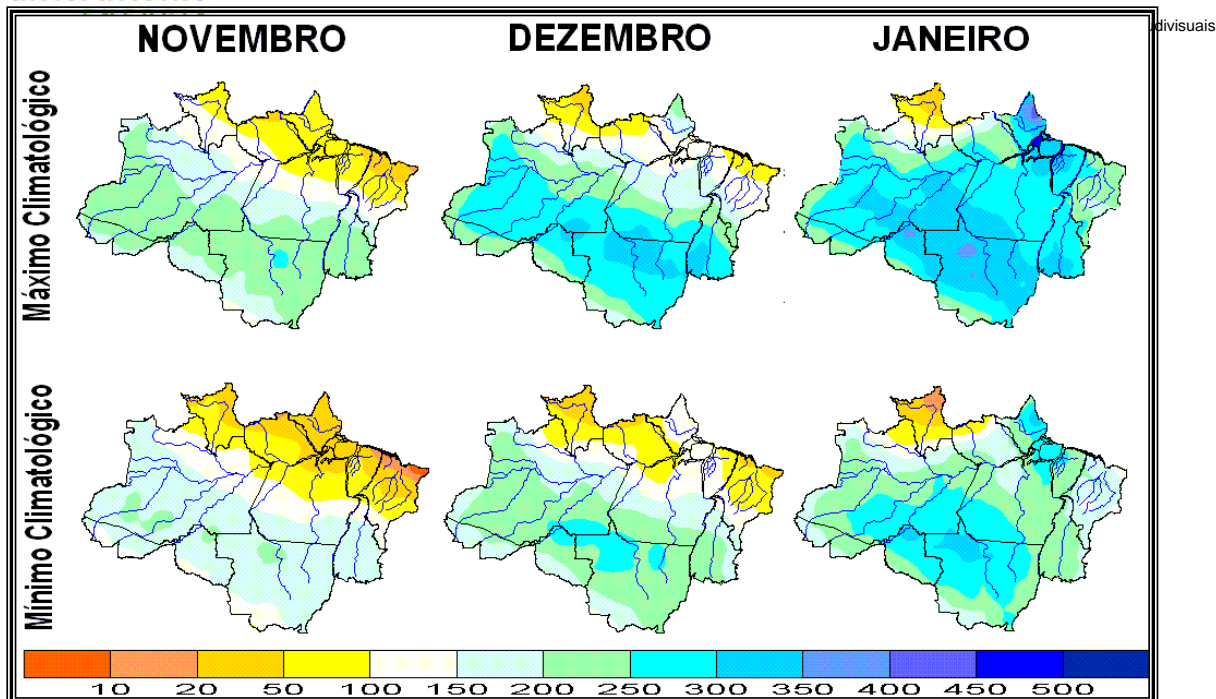 divisuais
NOVEMBRO DEZEMBRO JANEIRO
Máximo Climatológico
Mínimo Climatológico
10 20 50 100 150 200 250 300 350 400 450 500